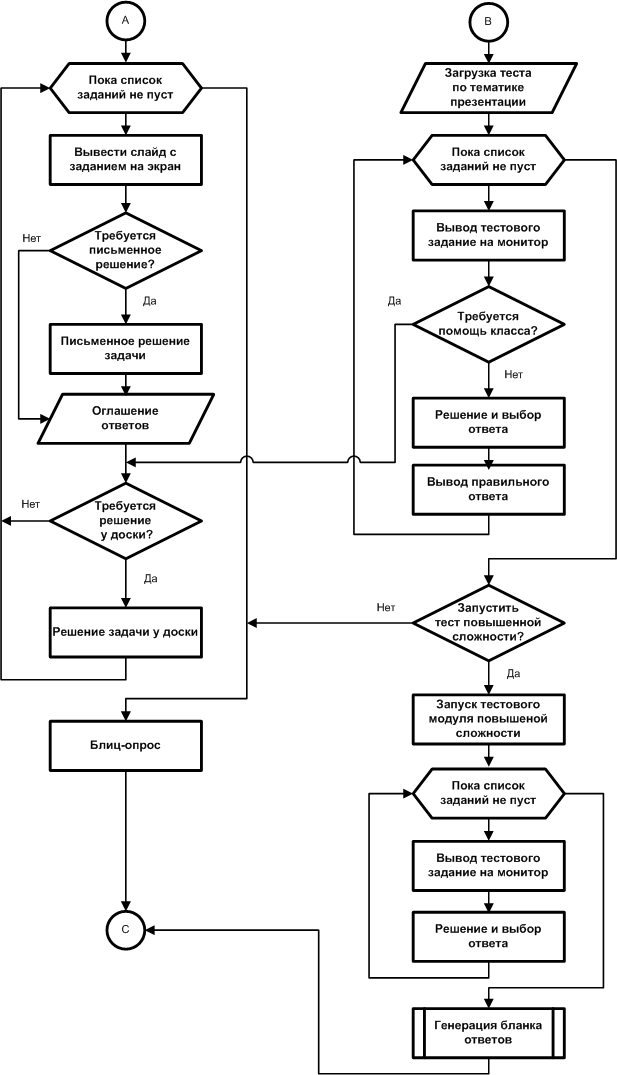 А
Пока список
заданий не пуст
Вывести слайд с
заданием на экран
Требуется
письменное
решение?
Нет
Да
Письменное решение
задачи
Оглашение
ответов
Требуется
решение
у доски?
Нет
Да
Решение задачи у доски
Блиц-опрос
С
В
Загрузка теста
по тематике
презентации
Пока список
заданий не пуст
Вывод тестового
задание на монитор
Требуется
помощь класса?
Да
Нет
Решение и выбор
ответа
Вывод правильного
ответа
Запустить
тест повышенной
сложности?
Нет
Да
Запуск тестового
модуля повышеной
сложности
Пока список
заданий не пуст
Вывод тестового
задание на монитор
Решение и выбор
ответа
Генерация бланка
ответов